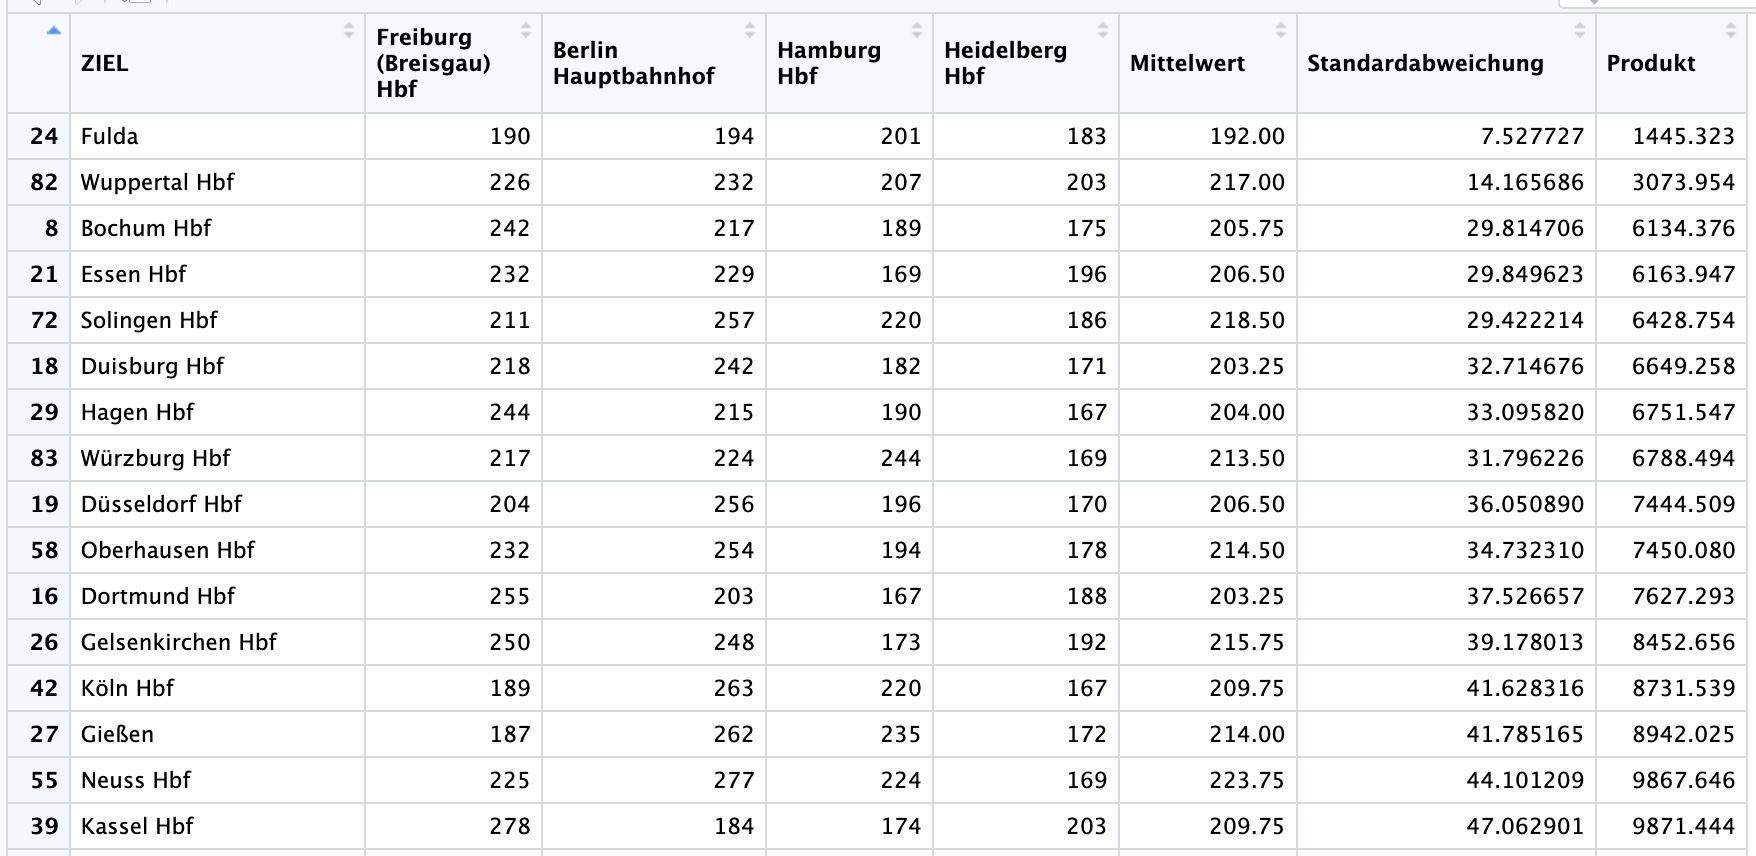 ZIEL Freiburg (Breisgau) Hbf Berlin Hauptbahnhof Hamburg Hbf Heidelberg Hbf Mittelwert Standardabweichung Produkt
24 Fulda 190 194 201 183 192.00 7.527727 1445.323
82 Wuppertal Hbf 226 232 207 203 217.00 14.165686 3073.954
8 Bochum Hbf 242 217 189 175 205.75 29.814706 6134.376
21 Essen Hbf 232 229 169 196 206.50 29.849623 6163.947
72 Solingen Hbf 211 257 220 186 218.50 29.422214 6428.754
18 Duisburg Hbf 218 242 182 171 203.25 32.714676 6649.258
29 Hagen Hbf 244 215 190 167 204.00 33.095820 6751.547
83 Würzburg Hbf 217 224 244 169 213.50 31.796226 6788.494
19 Düsseldorf Hbf 204 256 196 170 206.50 36.050890 7444.509
58 Oberhausen Hbf 232 254 194 178 214.50 34.732310 7450.080
16 Dortmund Hbf 255 203 167 188 203.25 37.526657 7627.293
26 Gelsenkirchen Hbf 250 248 173 192 215.75 39.178013 8452.656
42 Köln Hbf 189 263 220 167 209.75 41.628316 8731.539
27 Gießen 187 262 235 172 214.00 41.785165 8942.025
55 Neuss Hbf 225 277 224 169 223.75 44.101209 9867.646
39 Kassel Hbf 278 184 174 203 209.75 47.062901 9871.444